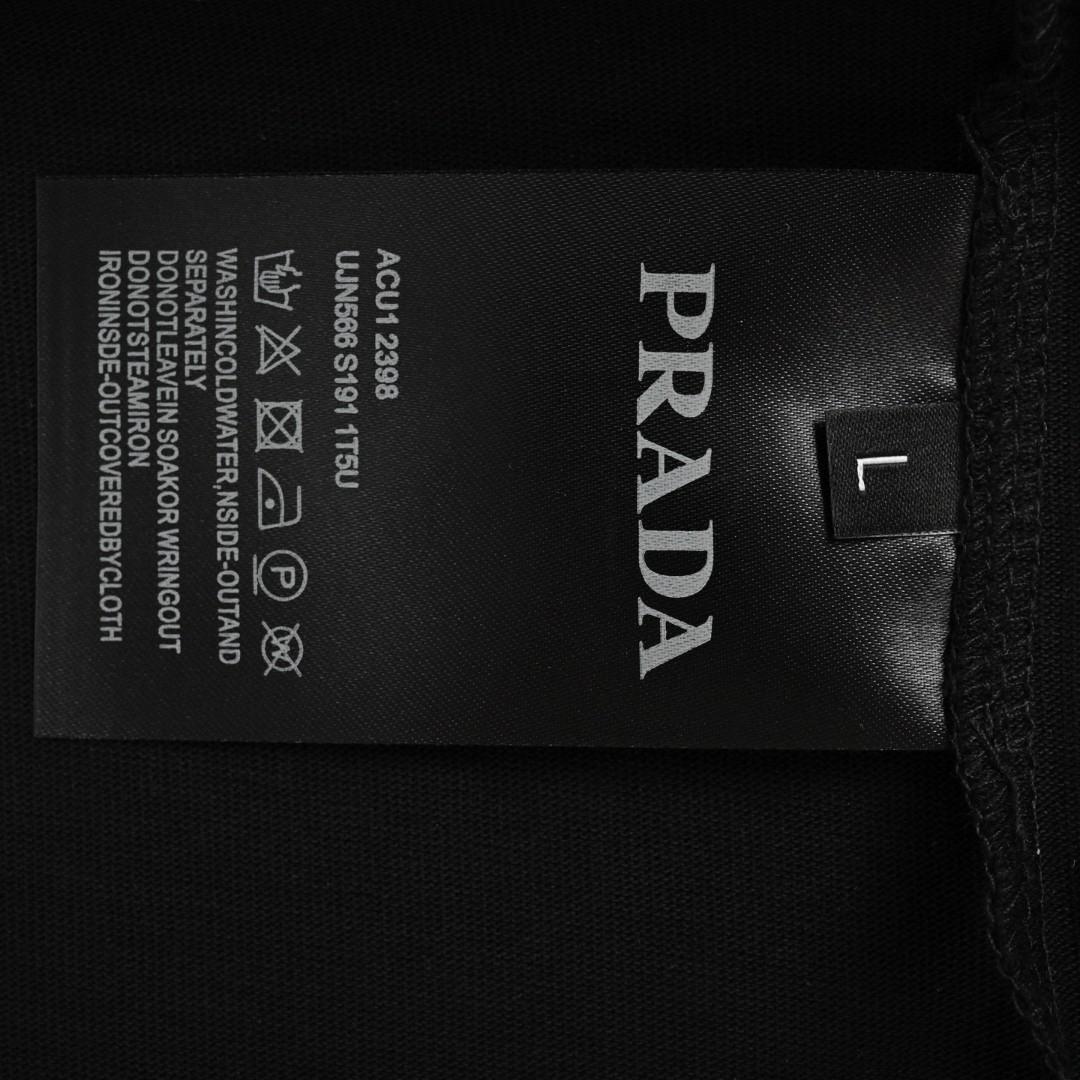 L
PRADA
ACU1 2398
UJN566 S191 1T5U
P
WASHINCOLDWATER,NSIDE-OUTAND
SEPARATELY
DONOTLEAVEIN SOAKOR WRINGOUT
DONOTSTEAMIRON
IRONINSDE-OUTCOVEREDBYCLOTH